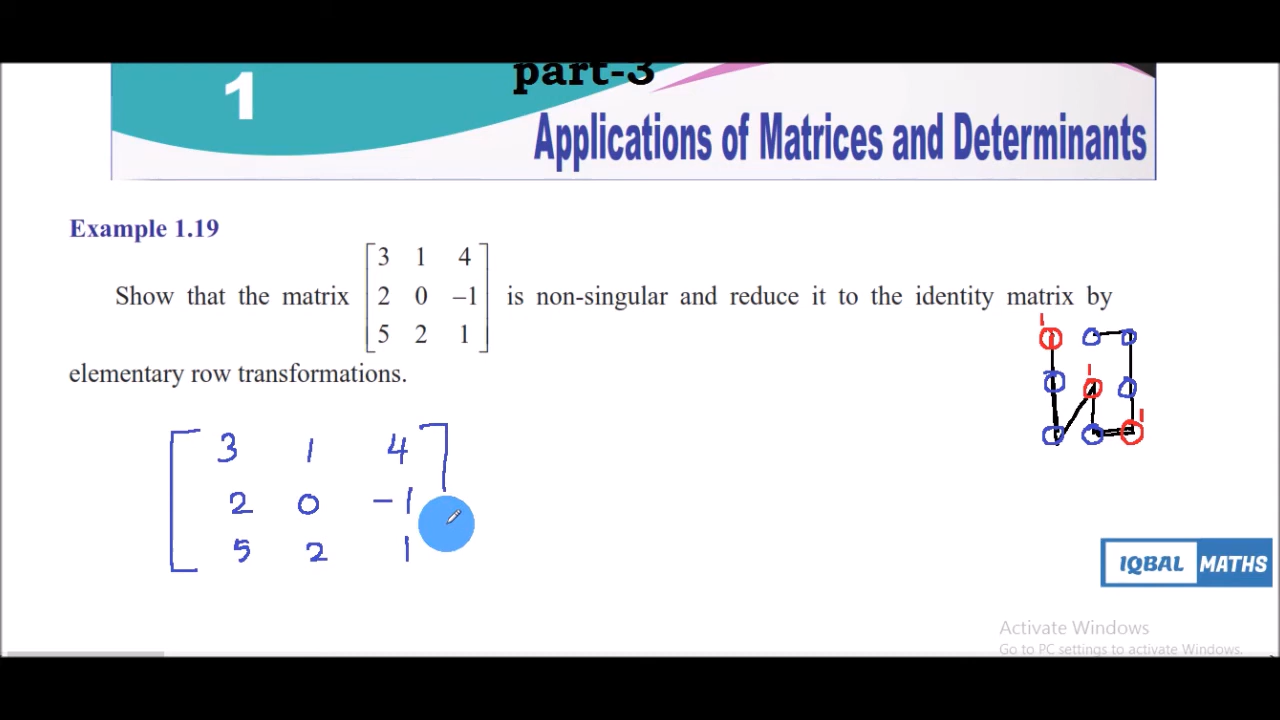 part-3
1
Applications of Matrices and Determinants
Example 1.19
3 1 4
Show that the matrix 2 0 –1 is non-singular and reduce it to the identity matrix by
5 2 1
elementary row transformations.
1
1
1
3 1 4
2 0 -1
5 2 1
IQBAL MATHS
Activate Windows
Go to PC settings to activate Windows.